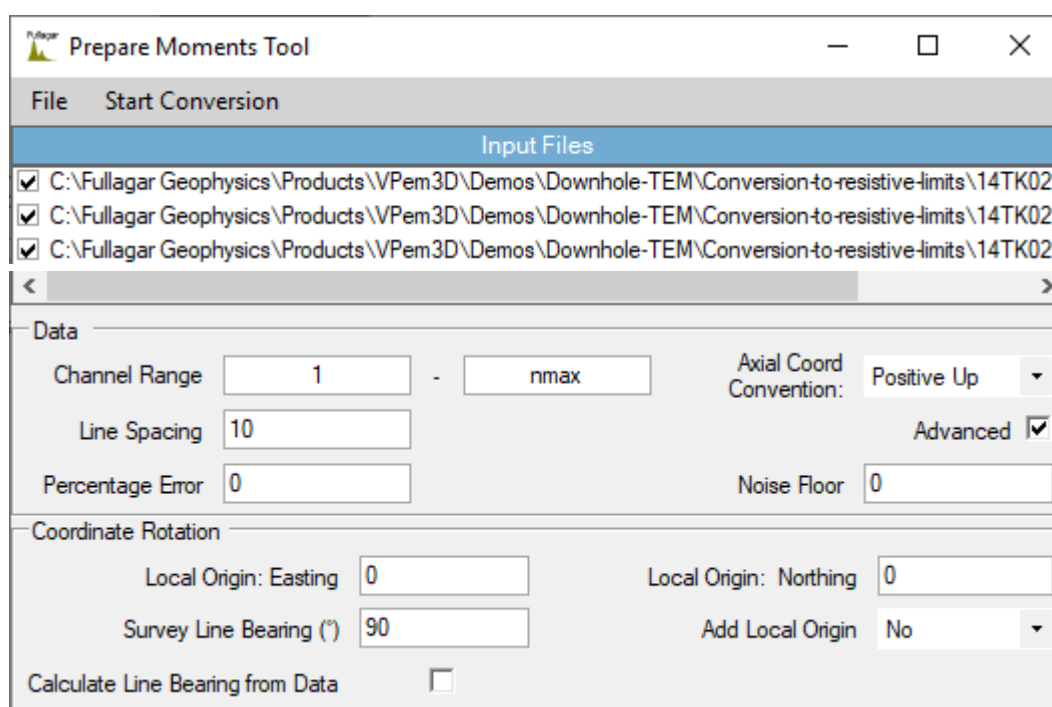 Fullagar
Prepare Moments Tool
File Start Conversion
Input Files
C:\Fullagar Geophysics\Products\VPem3D\Demos\Downhole-TEM\Conversion-to-resistive-limits\14TK02
C:\Fullagar Geophysics\Products\VPem3D\Demos\Downhole-TEM\Conversion-to-resistive-limits\14TK02
C:\Fullagar Geophysics\Products\VPem3D\Demos\Downhole-TEM\Conversion-to-resistive-limits\14TK02
Data
Channel Range 1 - nmax Axial Coord Convention: Positive Up
Line Spacing 10 Advanced
Percentage Error 0 Noise Floor 0
Coordinate Rotation
Local Origin: Easting 0 Local Origin: Northing 0
Survey Line Bearing (°) 90 Add Local Origin No
Calculate Line Bearing from Data